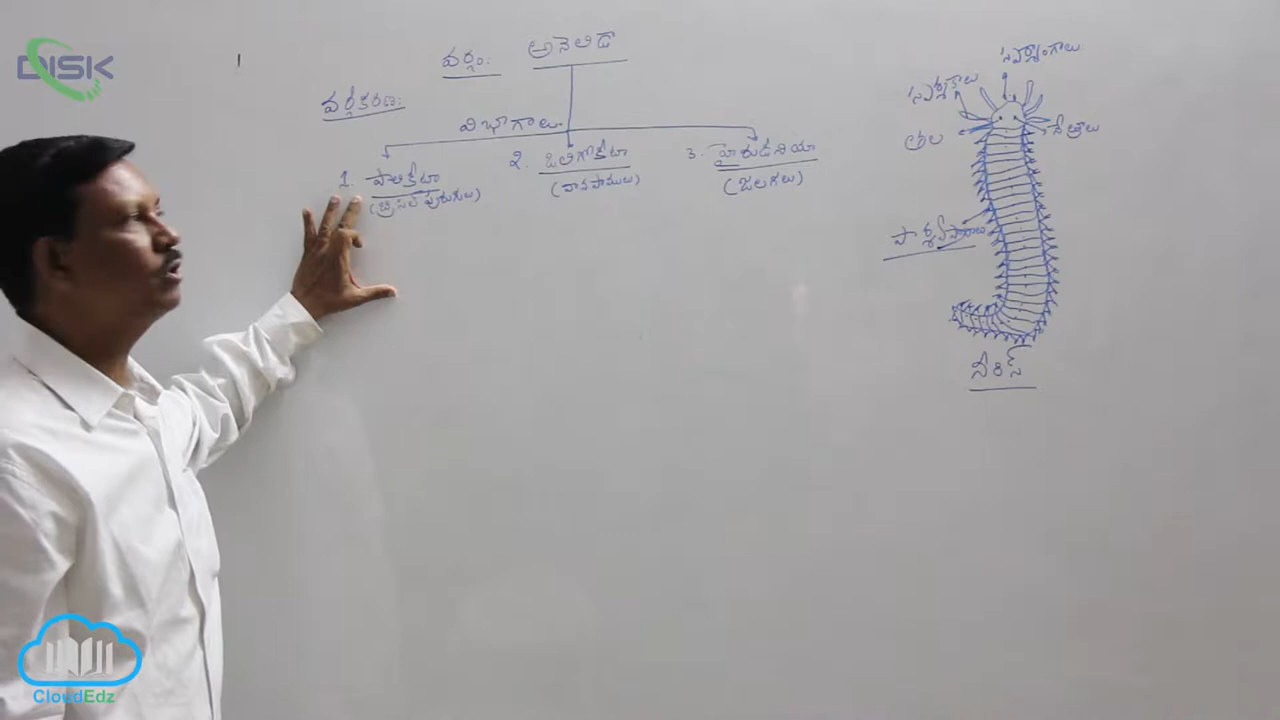 DISK
వర్గం: అనెలిడా
వర్గీకరణ:
విభాగాలు
1. పాలికీటా
(బ్రిసిల్ పురుగులు)
2. ఒలిగోకీటా
(వానపాములు)
3. హైరుడీనియా
(జలగలు)
స్పర్శకాలు
స్పర్శాంగాలు
తల
నేత్రాలు
పార్శ్వపాదాలు
నీరిస్
CloudEdz